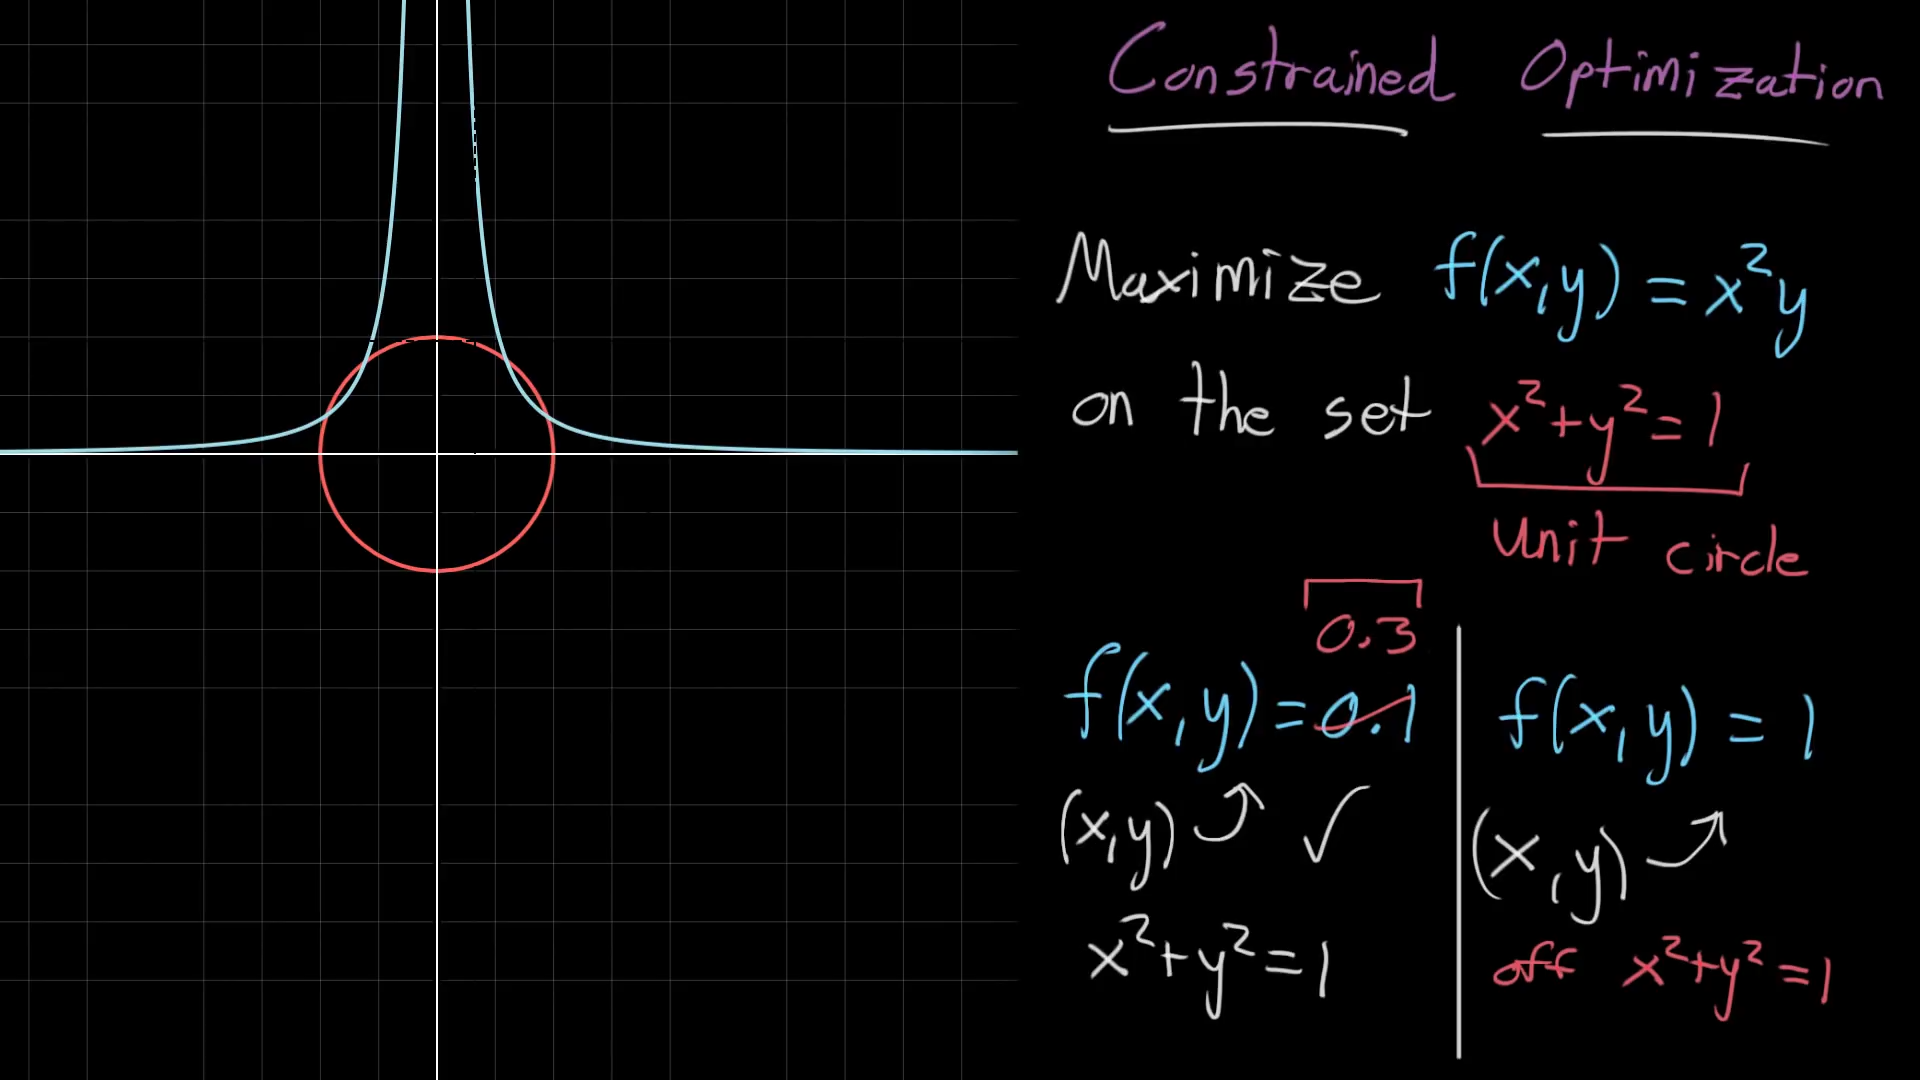 Constrained Optimization
Maximize f(x,y) = x²y
on the set x²+y²=1
Unit circle
0.3
f(x,y)=0.1
(x,y) ✓
x²+y²=1
f(x,y) = 1
(x,y)
off x²+y²=1